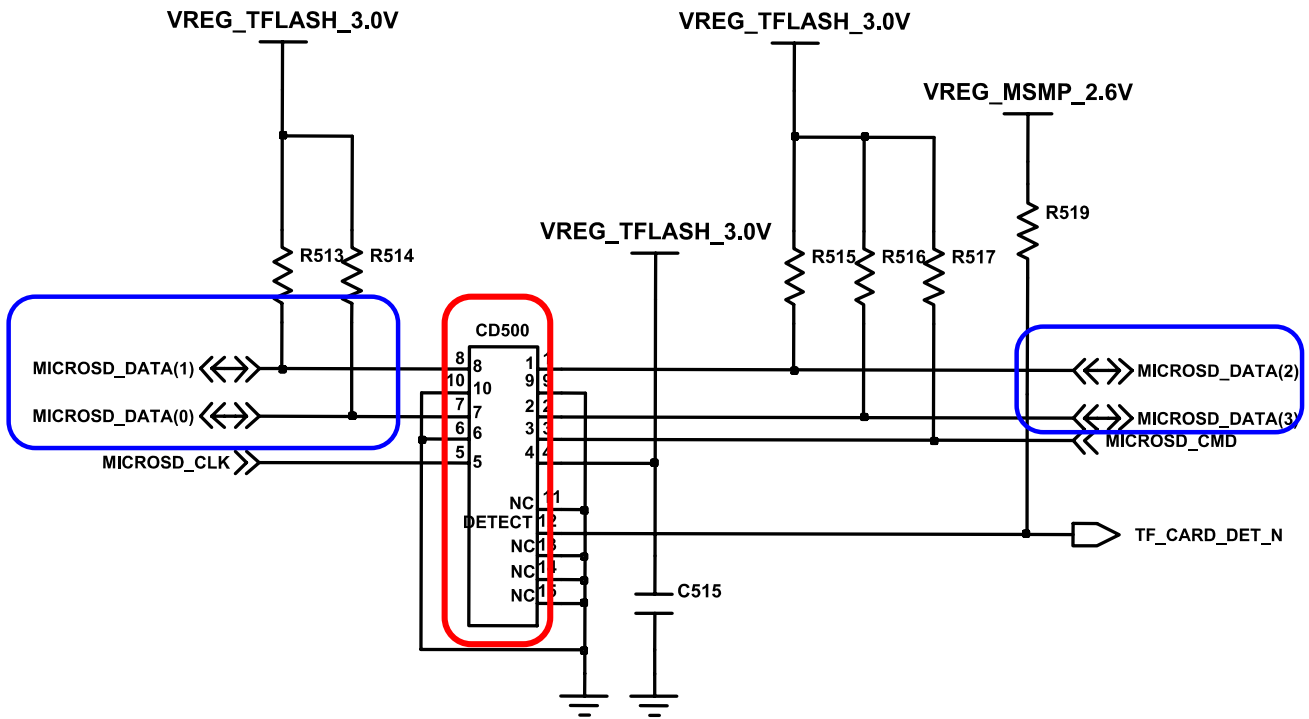 VREG_TFLASH_3.0V
VREG_TFLASH_3.0V
VREG_MSMP_2.6V
R519
VREG_TFLASH_3.0V
R513
R514
R515
R516
R517
CD500
MICROSD_DATA(1)
8
8
1
1
MICROSD_DATA(2)
10
10
9
9
MICROSD_DATA(0)
7
7
2
2
MICROSD_DATA(3)
6
6
3
3
MICROSD_CMD
MICROSD_CLK
5
5
4
4
NC
11
DETECT
12
TF_CARD_DET_N
NC
13
NC
14
NC
15
C515